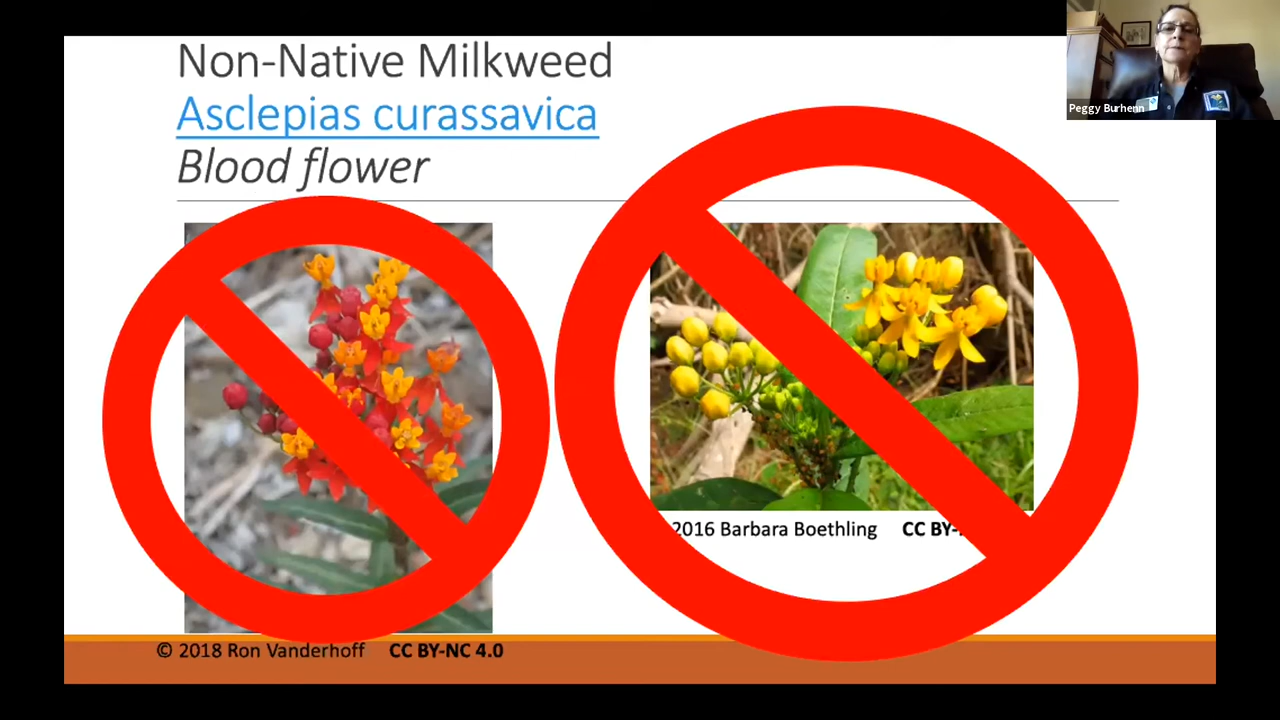 Non-Native Milkweed
Asclepias curassavica
Blood flower
Peggy Burhenn
2016 Barbara Boethling CC BY-
© 2018 Ron Vanderhoff CC BY-NC 4.0